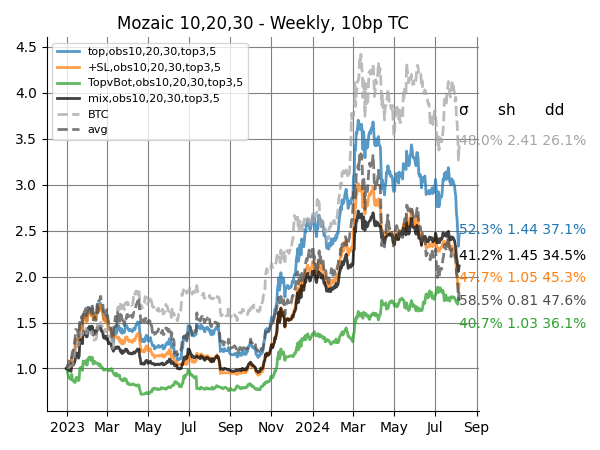 Mozaic 10,20,30 - Weekly, 10bp TC
top,obs10,20,30,top3,5
+SL,obs10,20,30,top3,5
TopvBot,obs10,20,30,top3,5
mix,obs10,20,30,top3,5
BTC
avg
4.5
4.0
3.5
3.0
2.5
2.0
1.5
1.0
σ sh dd
48.0% 2.41 26.1%
52.3% 1.44 37.1%
41.2% 1.45 34.5%
47.7% 1.05 45.3%
58.5% 0.81 47.6%
40.7% 1.03 36.1%
2023 Mar May Jul Sep Nov 2024 Mar May Jul Sep